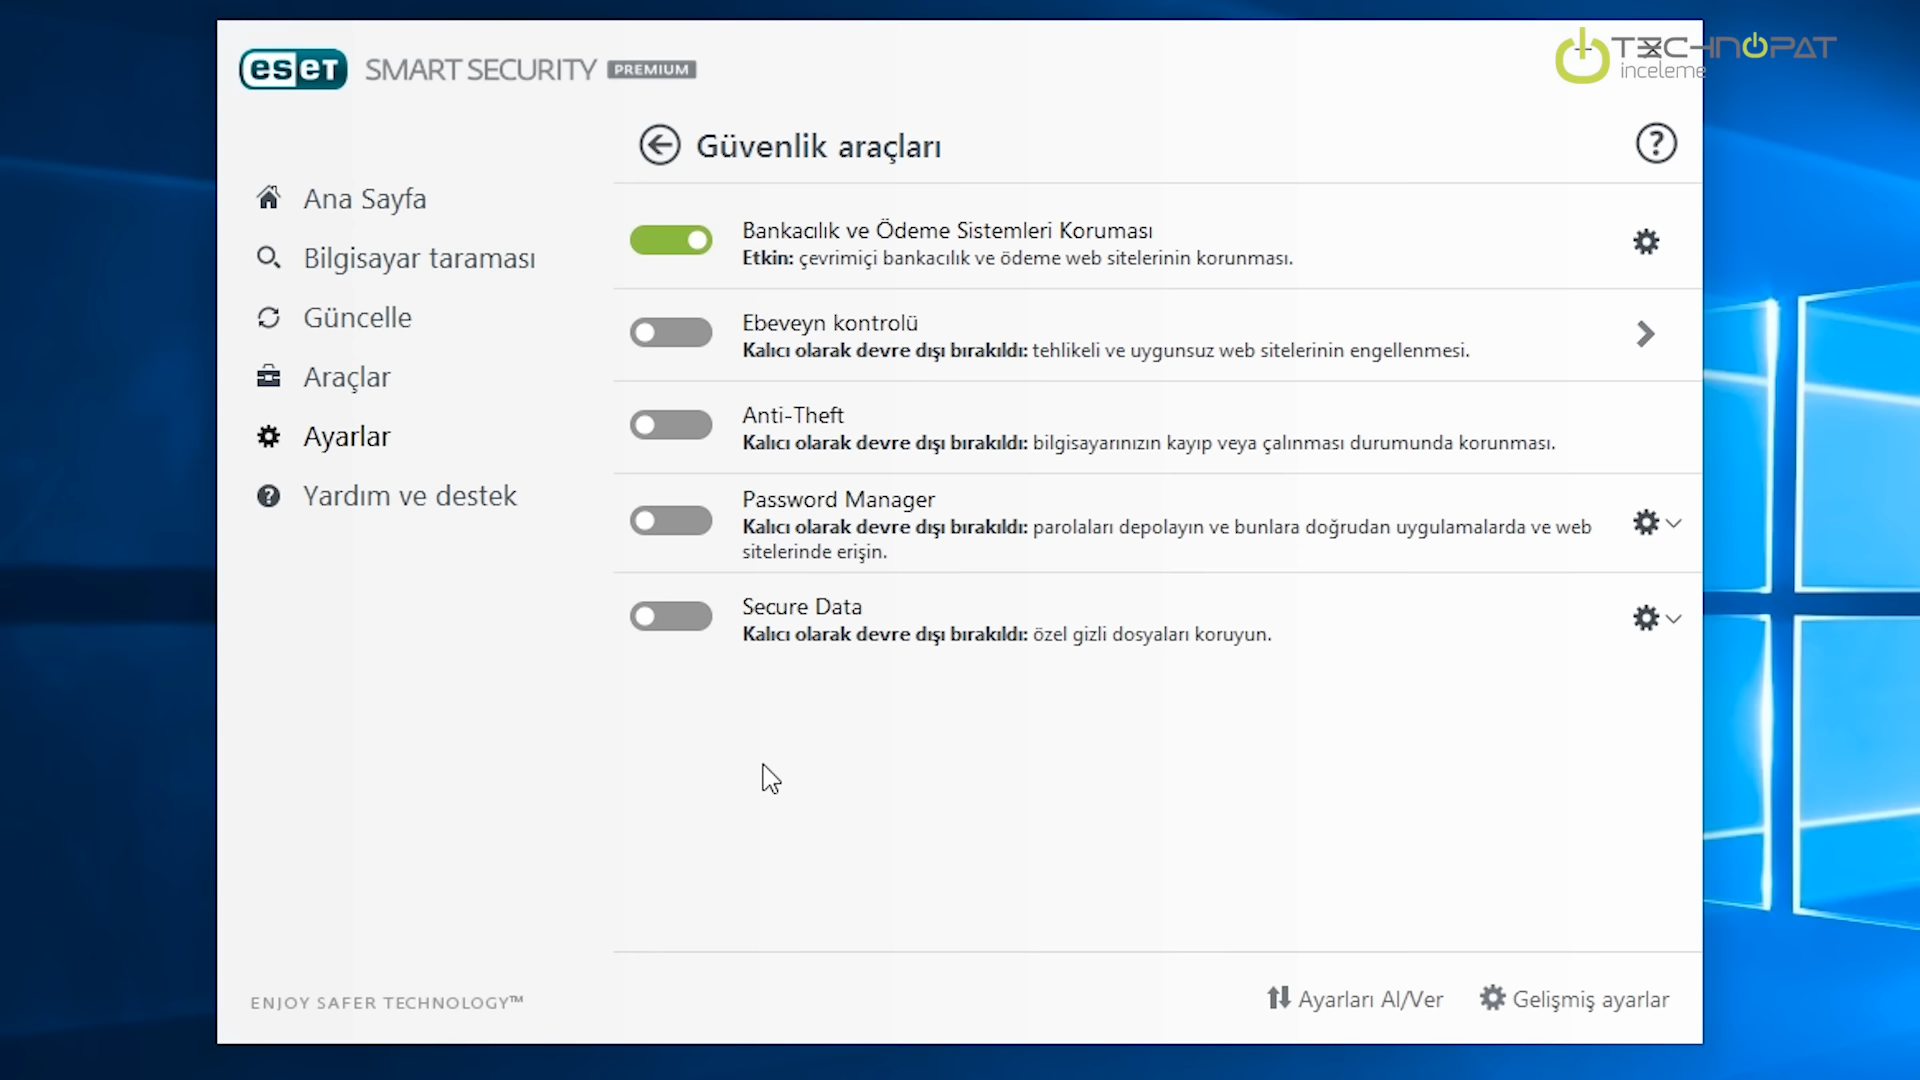 eset SMART SECURITY PREMIUM
TECHNOPAT
inceleme
Güvenlik araçları
?
Ana Sayfa
Bilgisayar taraması
Güncelle
Araçlar
Ayarlar
Yardım ve destek
Bankacılık ve Ödeme Sistemleri Koruması
Etkin: çevrimiçi bankacılık ve ödeme web sitelerinin korunması.
Ebeveyn kontrolü
Kalıcı olarak devre dışı bırakıldı: tehlikeli ve uygunsuz web sitelerinin engellenmesi.
Anti-Theft
Kalıcı olarak devre dışı bırakıldı: bilgisayarınızın kayıp veya çalınması durumunda korunması.
Password Manager
Kalıcı olarak devre dışı bırakıldı: parolaları depolayın ve bunlara doğrudan uygulamalarda ve web
sitelerinde erişin.
Secure Data
Kalıcı olarak devre dışı bırakıldı: özel gizli dosyaları koruyun.
ENJOY SAFER TECHNOLOGY™
Ayarları Al/Ver
Gelişmiş ayarlar